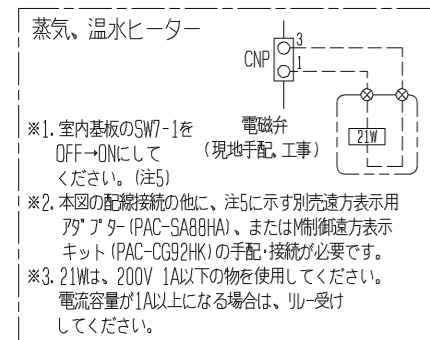 蒸気、温水ヒーター
CNP
3
1
21W
電磁弁
(現地手配、工事)
※1. 室内基板のSW7-1を
OFF→ONにして
ください。(注5)
※2. 本図の配線接続の他に、注5に示す別売遠方表示用
アダプター(PAC-SA88HA)、またはM制御遠方表示
キット(PAC-CG92HK)の手配・接続が必要です。
※3. 21Wは、200V 1A以下の物を使用してください。
電流容量が1A以上になる場合は、リレー受け
してください。